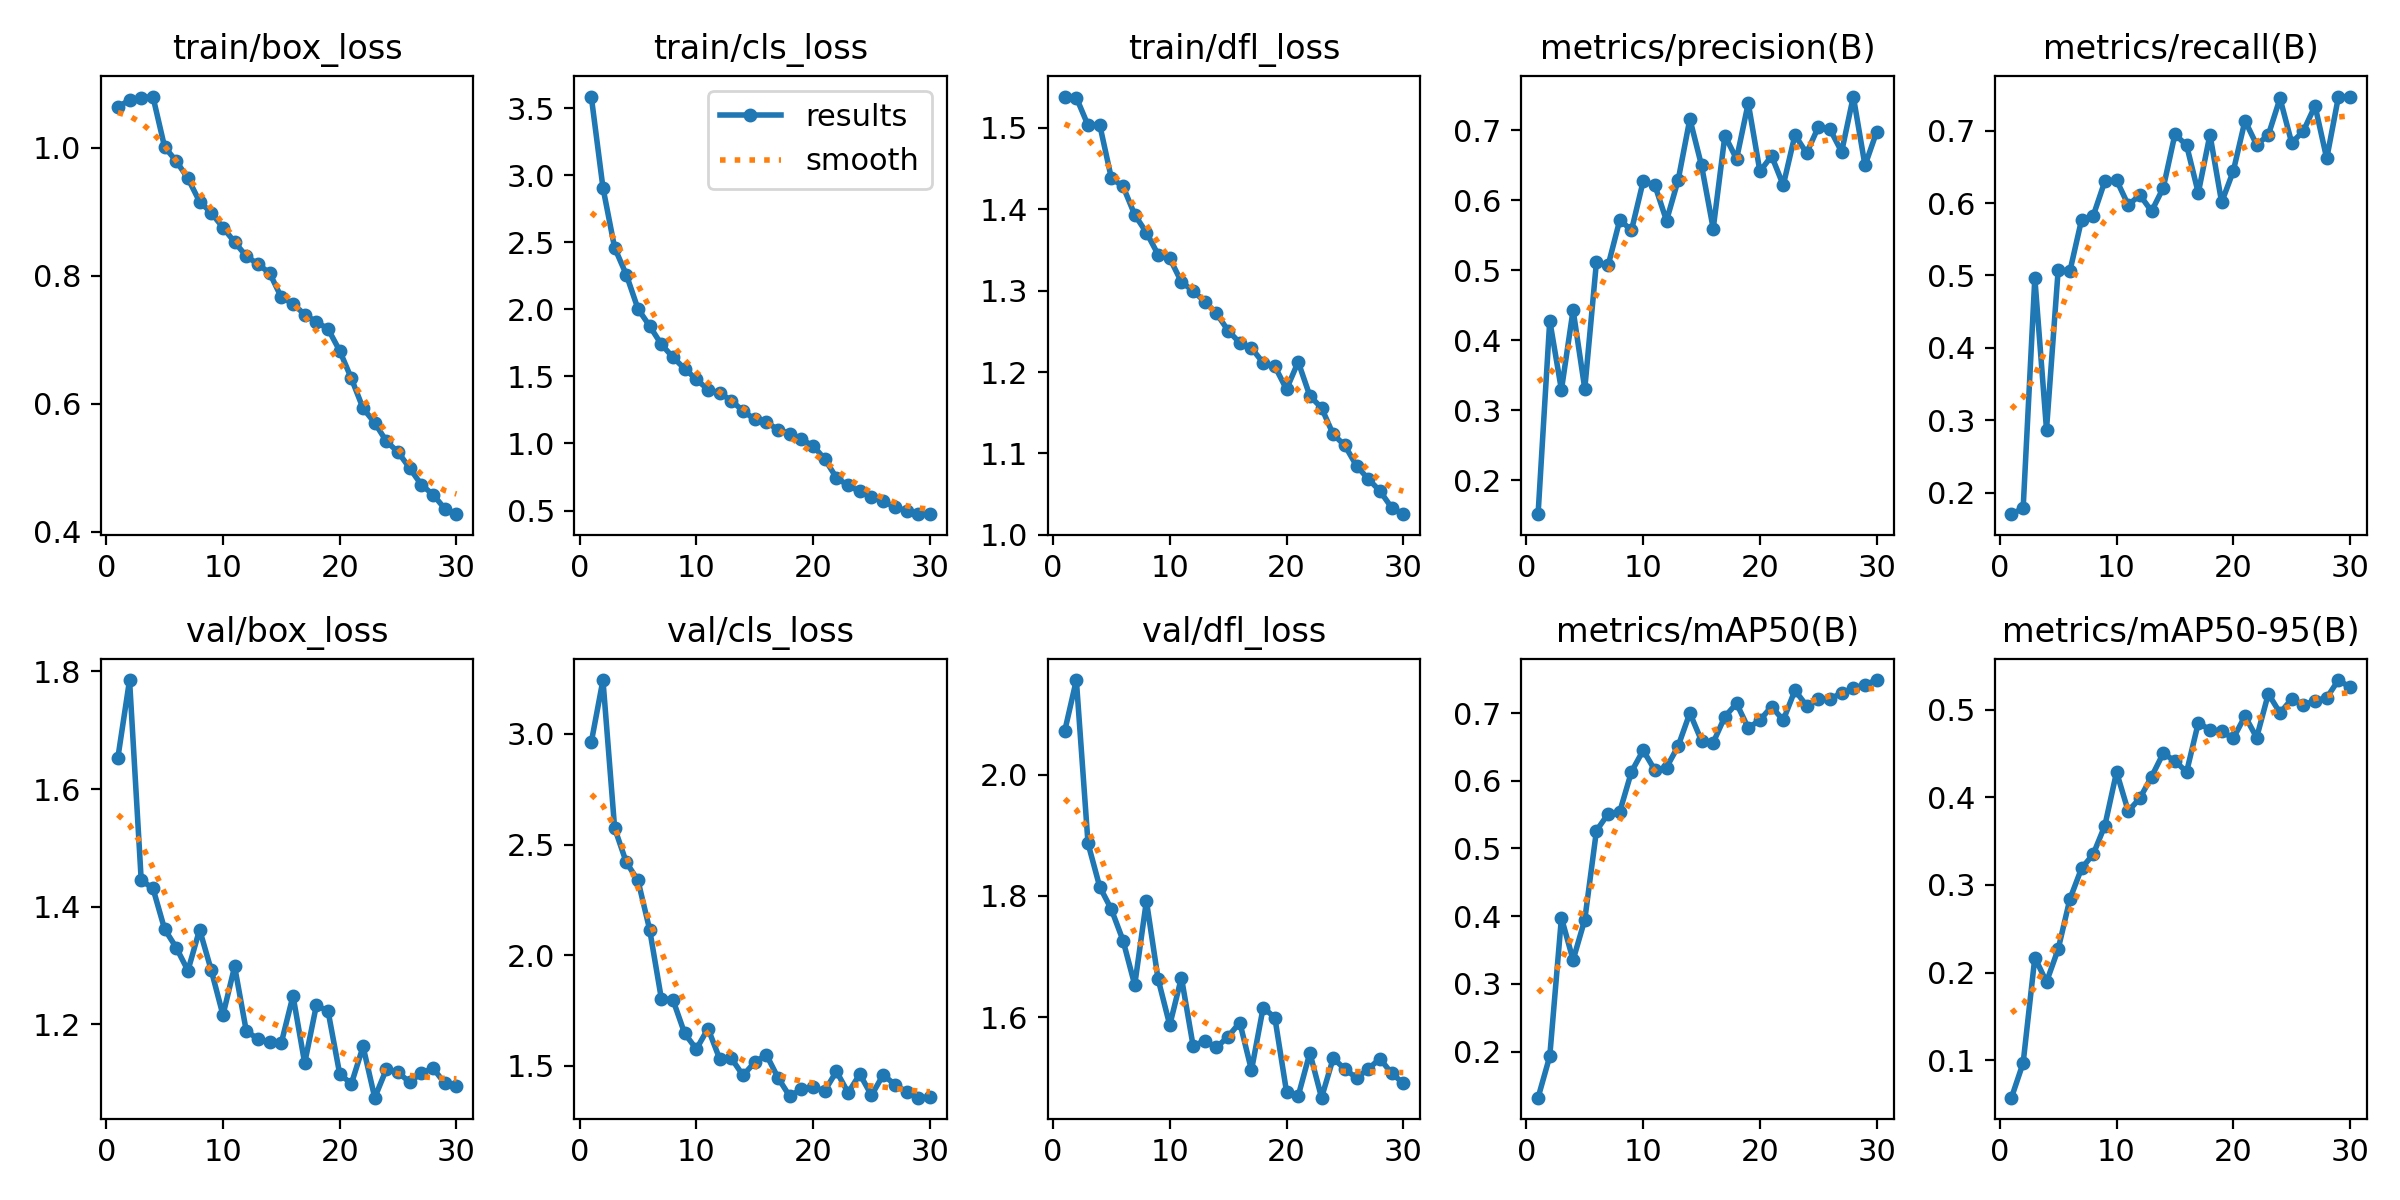 train/box_loss
1.0
0.8
0.6
0.4
0 10 20 30
train/cls_loss
results
smooth
3.5
3.0
2.5
2.0
1.5
1.0
0.5
0 10 20 30
train/dfl_loss
1.5
1.4
1.3
1.2
1.1
1.0
0 10 20 30
metrics/precision(B)
0.7
0.6
0.5
0.4
0.3
0.2
0 10 20 30
metrics/recall(B)
0.7
0.6
0.5
0.4
0.3
0.2
0 10 20 30
val/box_loss
1.8
1.6
1.4
1.2
0 10 20 30
val/cls_loss
3.0
2.5
2.0
1.5
0 10 20 30
val/dfl_loss
2.0
1.8
1.6
0 10 20 30
metrics/mAP50(B)
0.7
0.6
0.5
0.4
0.3
0.2
0 10 20 30
metrics/mAP50-95(B)
0.5
0.4
0.3
0.2
0.1
0 10 20 30